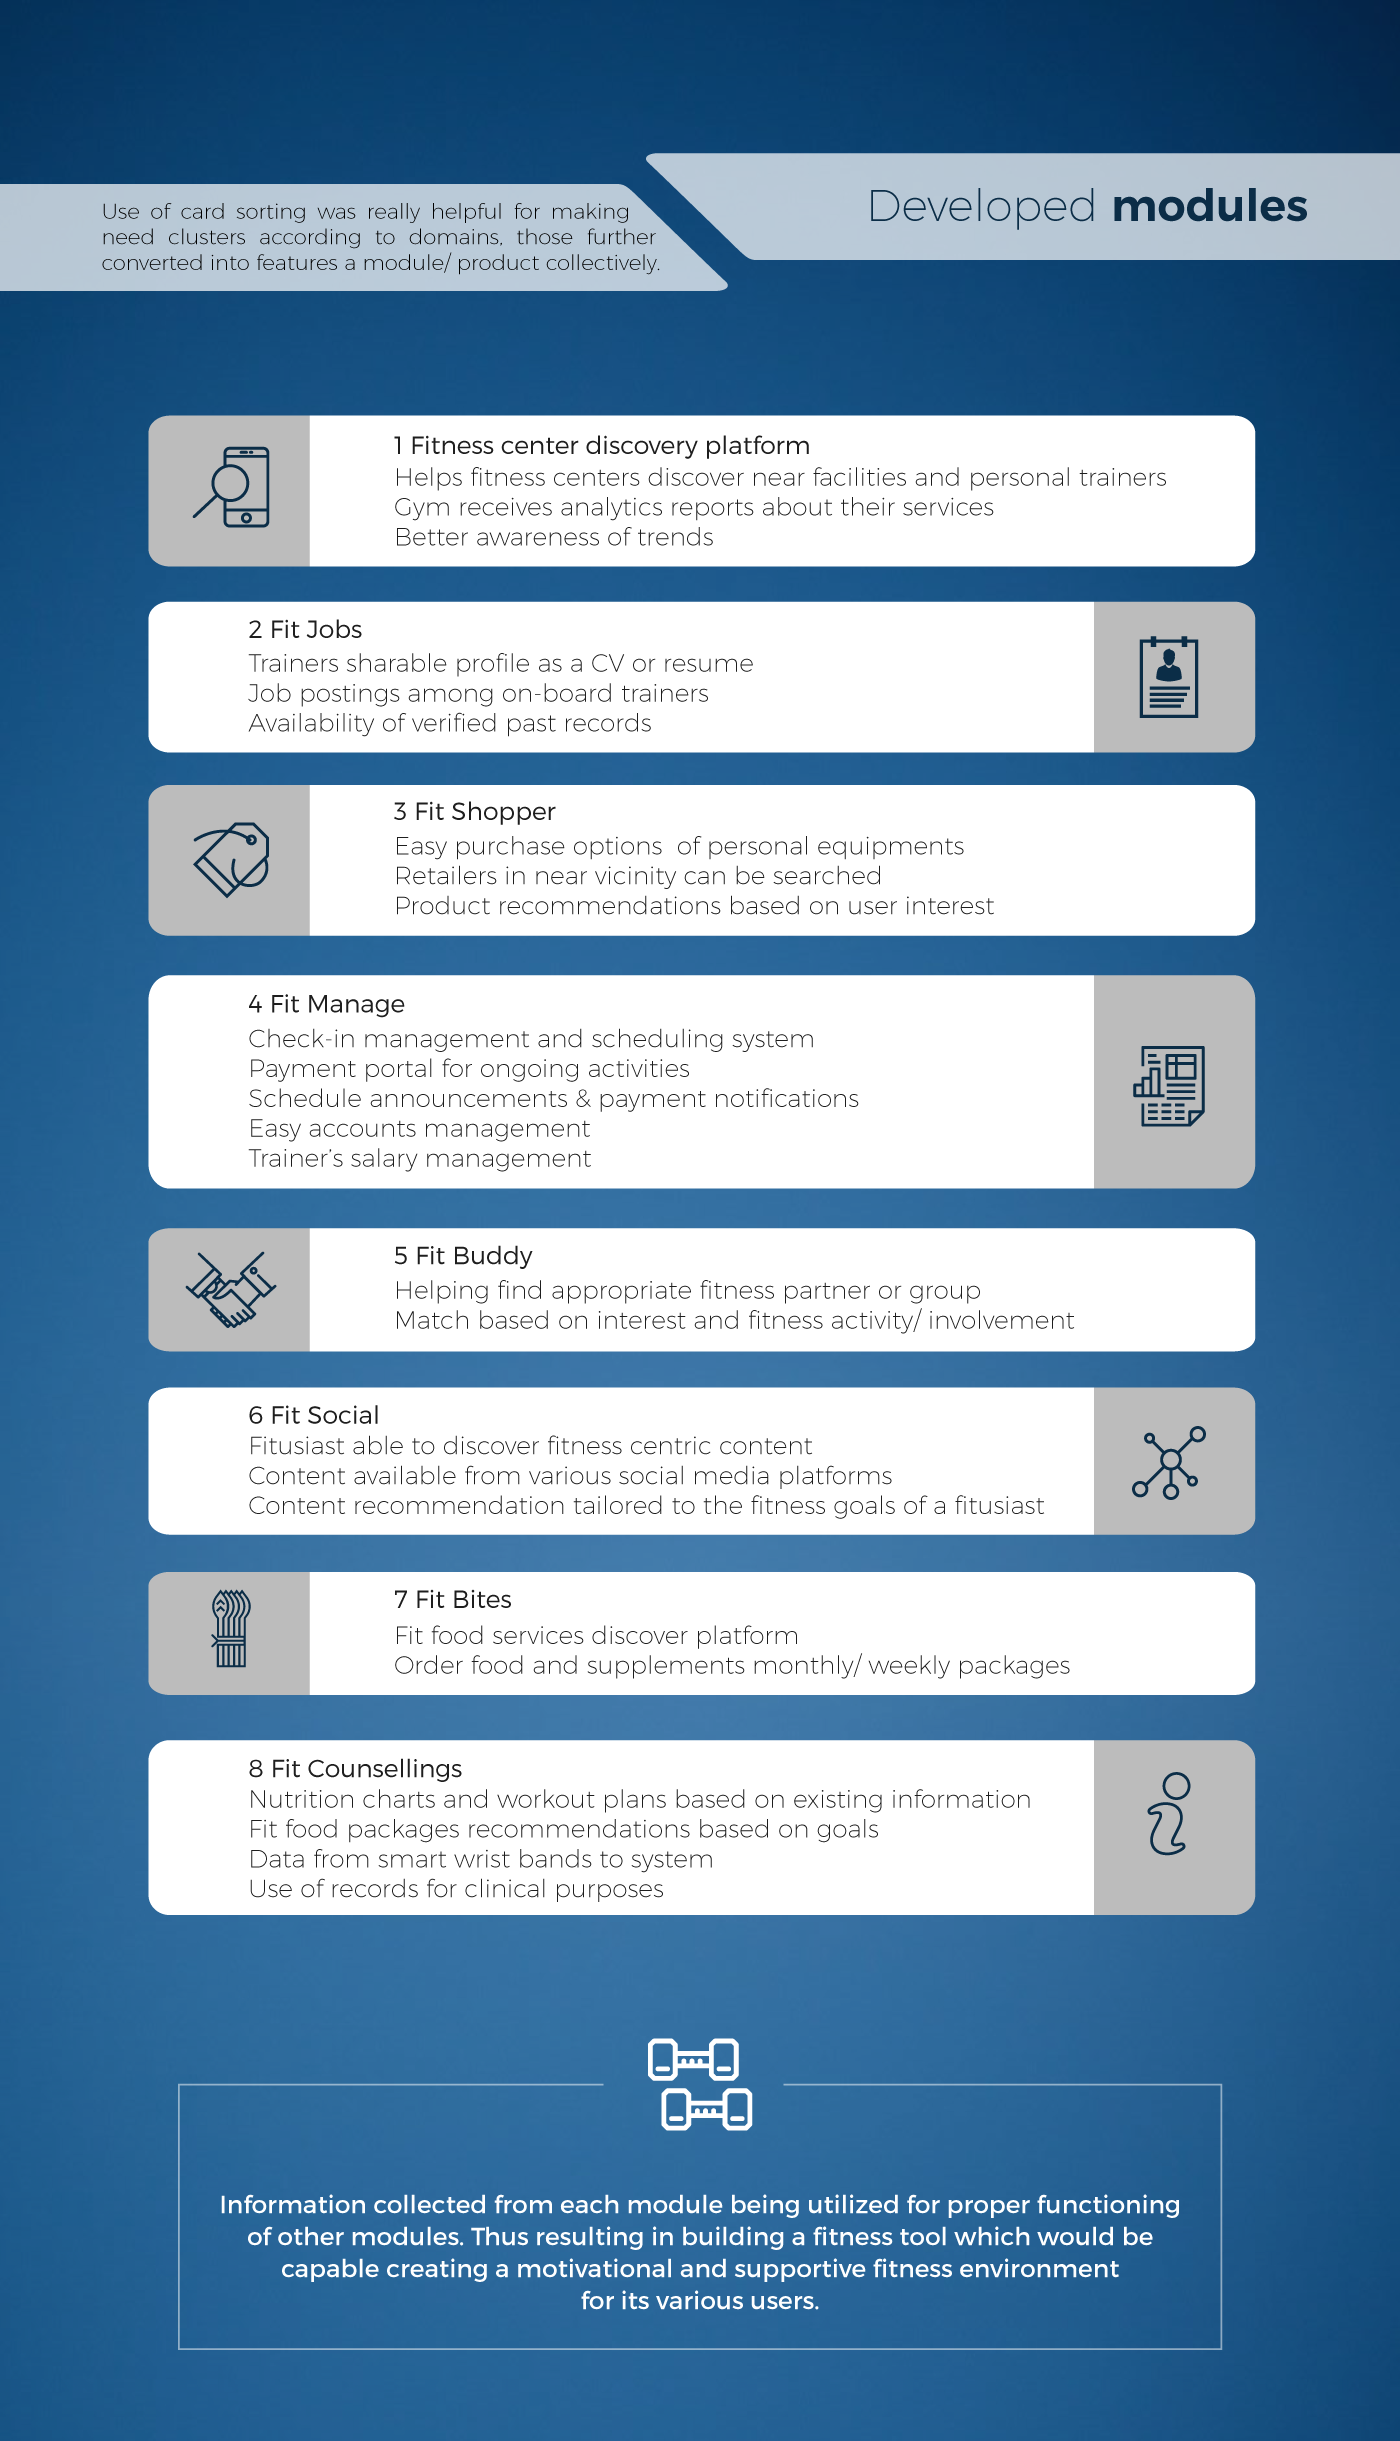 Developed modules
Use of card sorting was really helpful for making
need clusters according to domains, those further
converted into features a module/ product collectively.
1 Fitness center discovery platform
Helps fitness centers discover near facilities and personal trainers
Gym receives analytics reports about their services
Better awareness of trends
2 Fit Jobs
Trainers sharable profile as a CV or resume
Job postings among on-board trainers
Availability of verified past records
3 Fit Shopper
Easy purchase options  of personal equipments
Retailers in near vicinity can be searched
Product recommendations based on user interest
4 Fit Manage
Check-in management and scheduling system
Payment portal for ongoing activities
Schedule announcements & payment notifications
Easy accounts management
Trainer’s salary management
5 Fit Buddy
Helping find appropriate fitness partner or group
Match based on interest and fitness activity/ involvement
6 Fit Social
Fitusiast able to discover fitness centric content
Content available from various social media platforms
Content recommendation tailored to the fitness goals of a fitusiast
7 Fit Bites
Fit food services discover platform
Order food and supplements monthly/ weekly packages
8 Fit Counsellings
Nutrition charts and workout plans based on existing information
Fit food packages recommendations based on goals
Data from smart wrist bands to system
Use of records for clinical purposes
Information collected from each module being utilized for proper functioning
of other modules. Thus resulting in building a fitness tool which would be
capable creating a motivational and supportive fitness environment
for its various users.